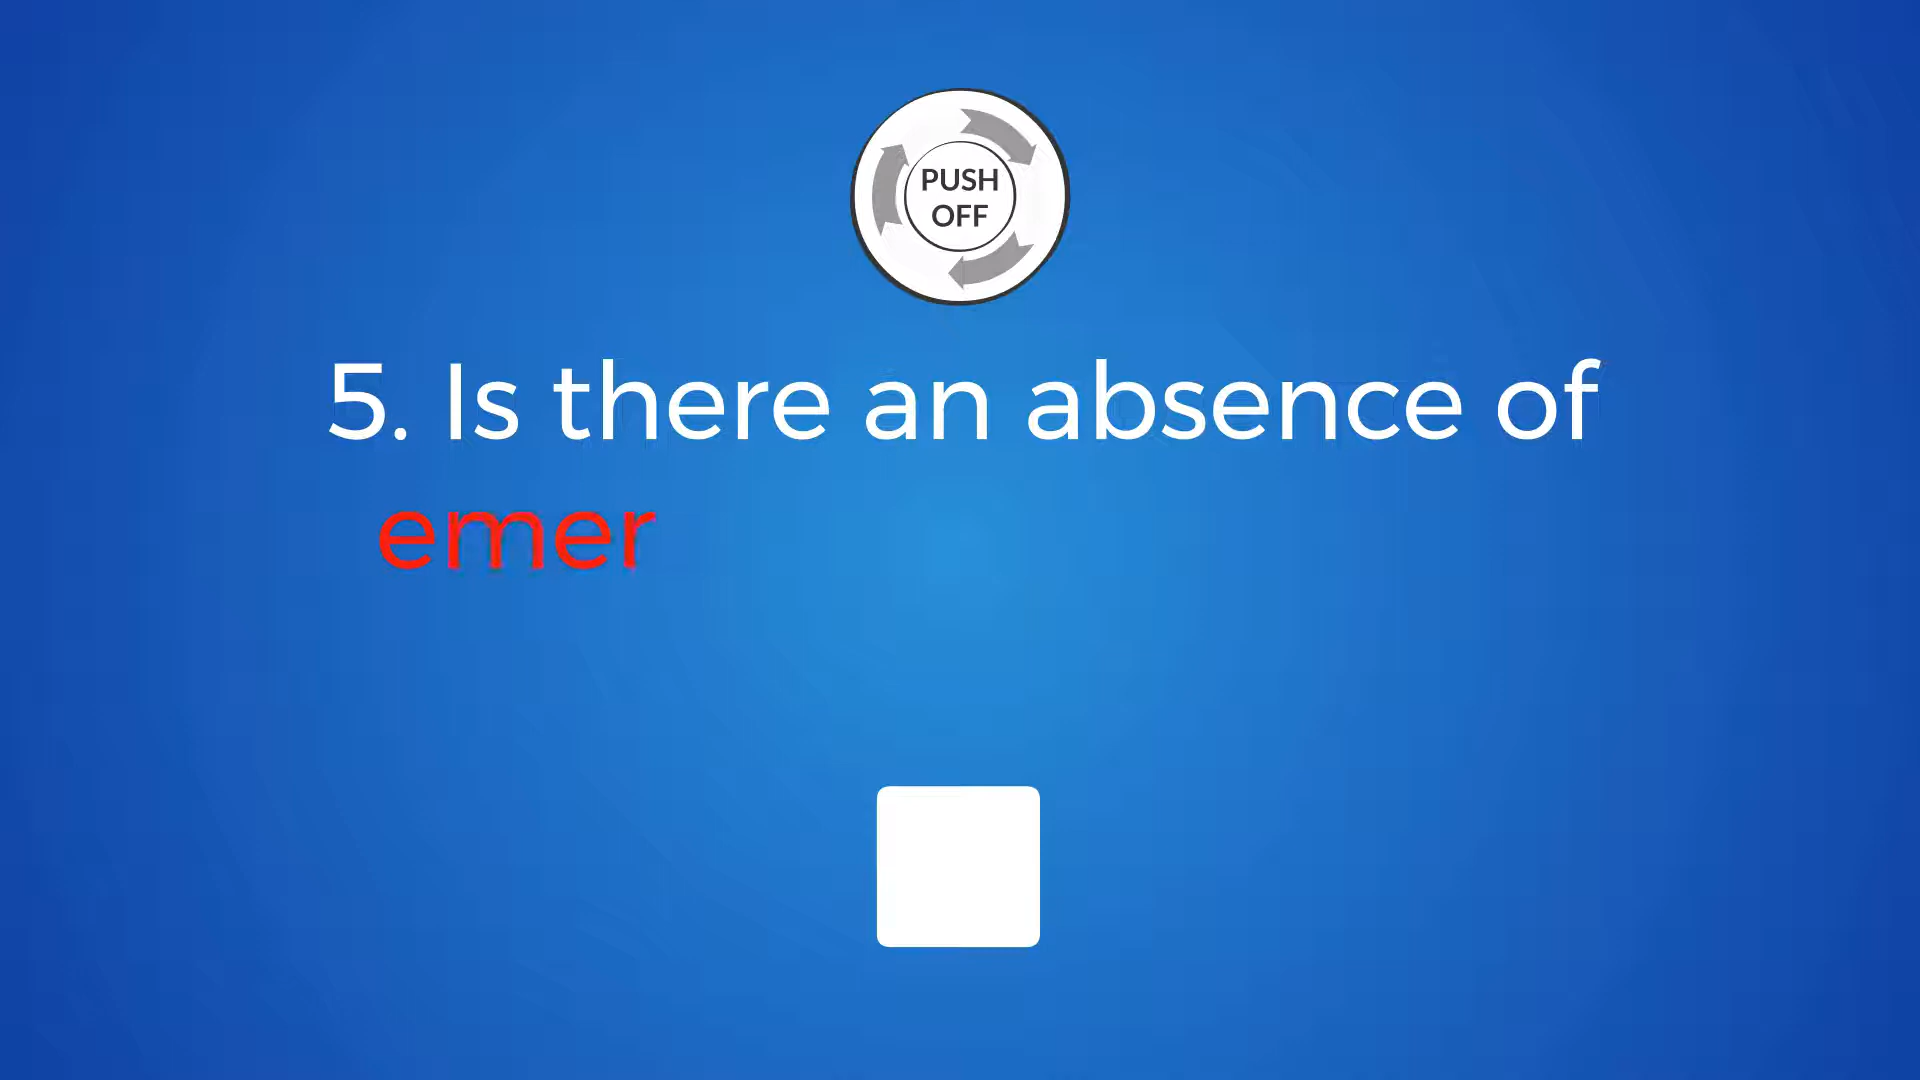 PUSH
OFF
5. Is there an absence of
emer